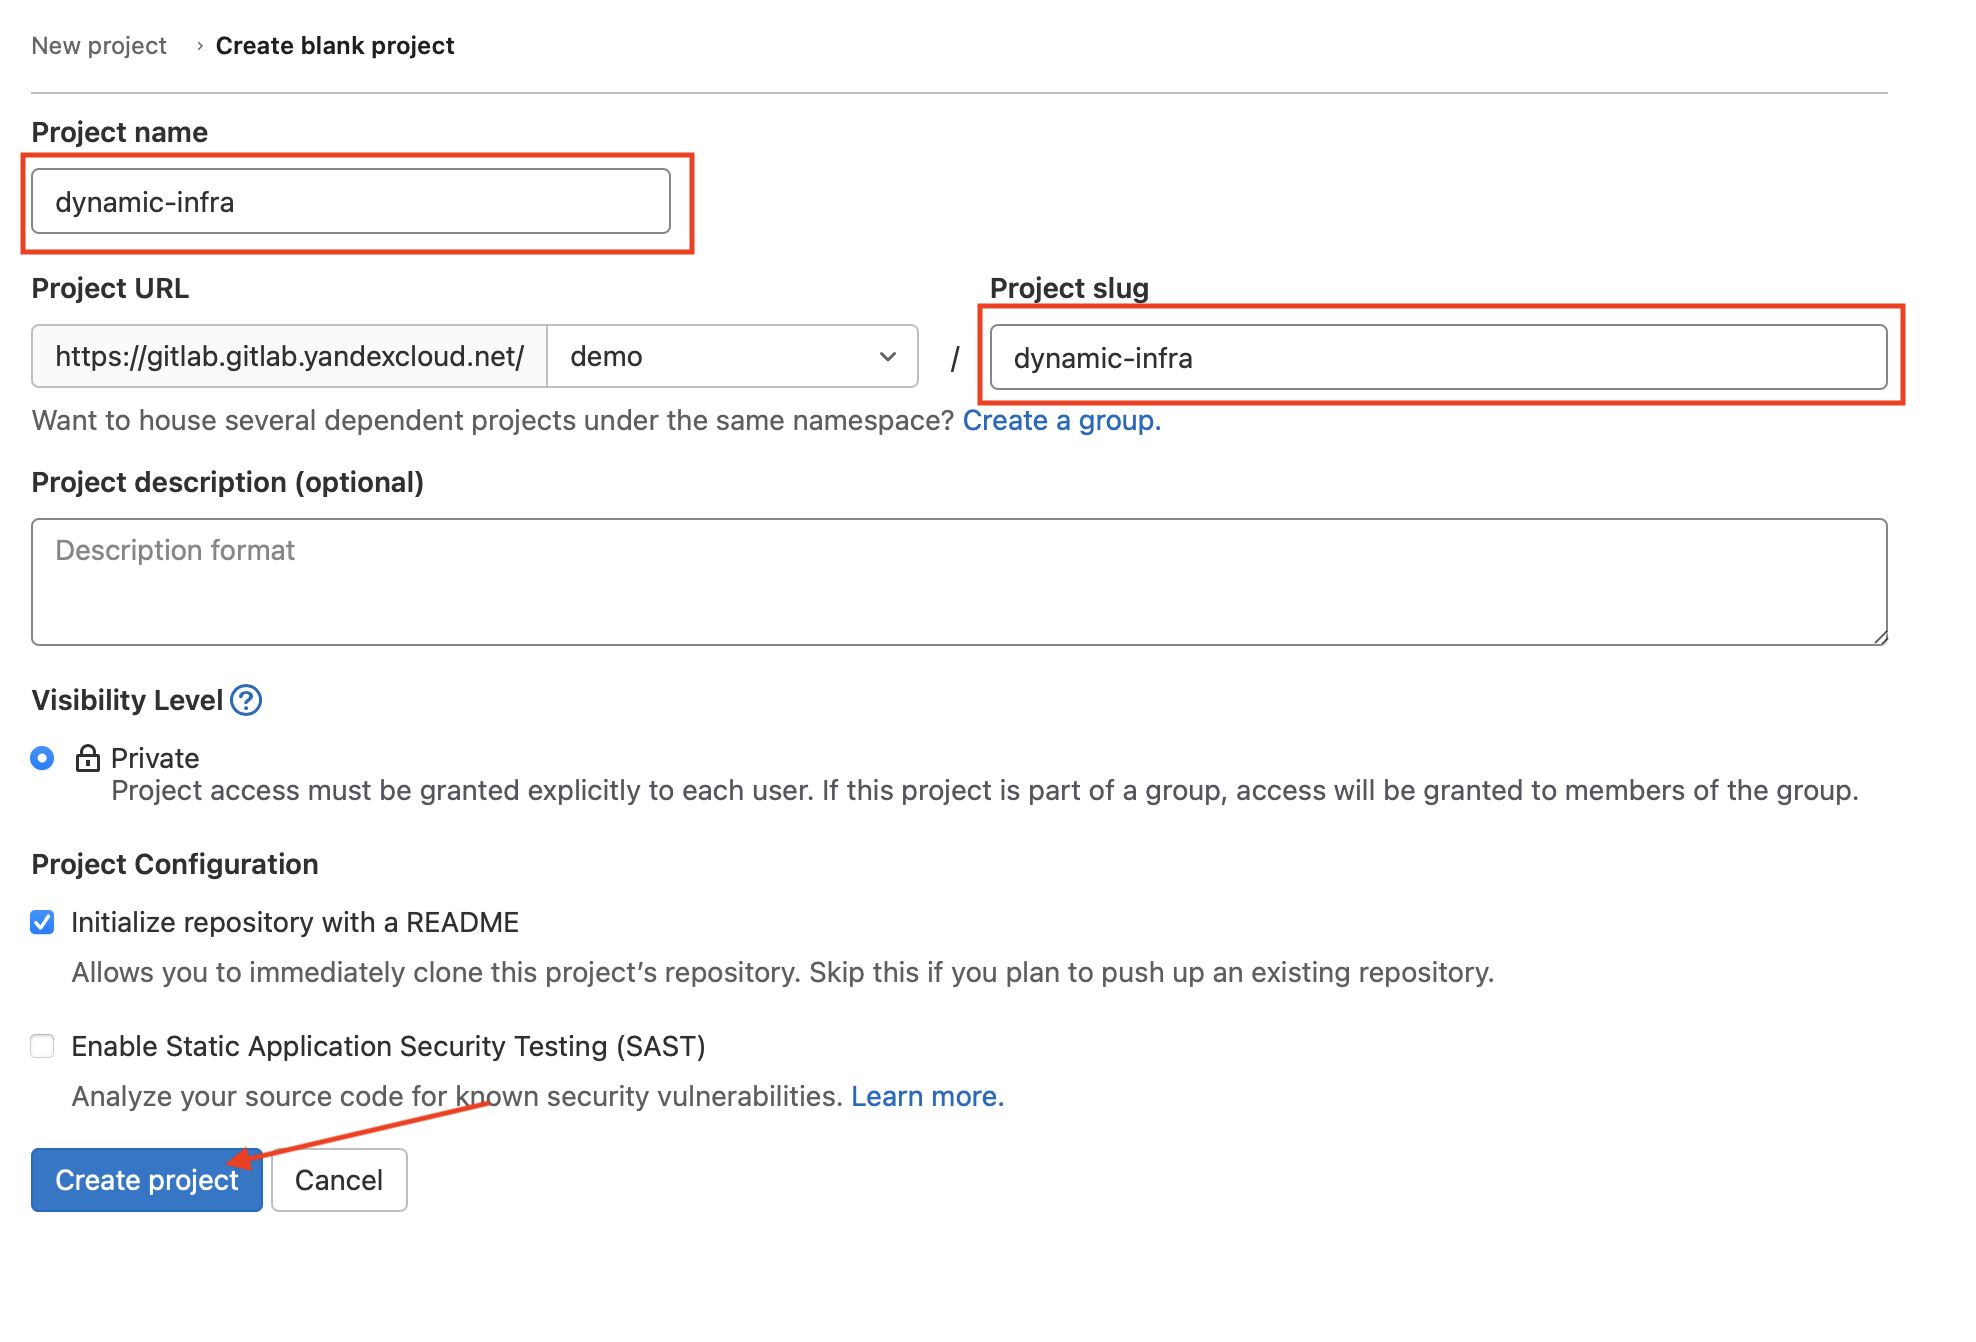 New project › Create blank project
Project name
dynamic-infra
Project URL
Project slug
https://gitlab.gitlab.yandexcloud.net/ demo / dynamic-infra
Want to house several dependent projects under the same namespace? Create a group.
Project description (optional)
Description format
Visibility Level ?
Private
Project access must be granted explicitly to each user. If this project is part of a group, access will be granted to members of the group.
Project Configuration
Initialize repository with a README
Allows you to immediately clone this project’s repository. Skip this if you plan to push up an existing repository.
Enable Static Application Security Testing (SAST)
Analyze your source code for known security vulnerabilities. Learn more.
Create project Cancel